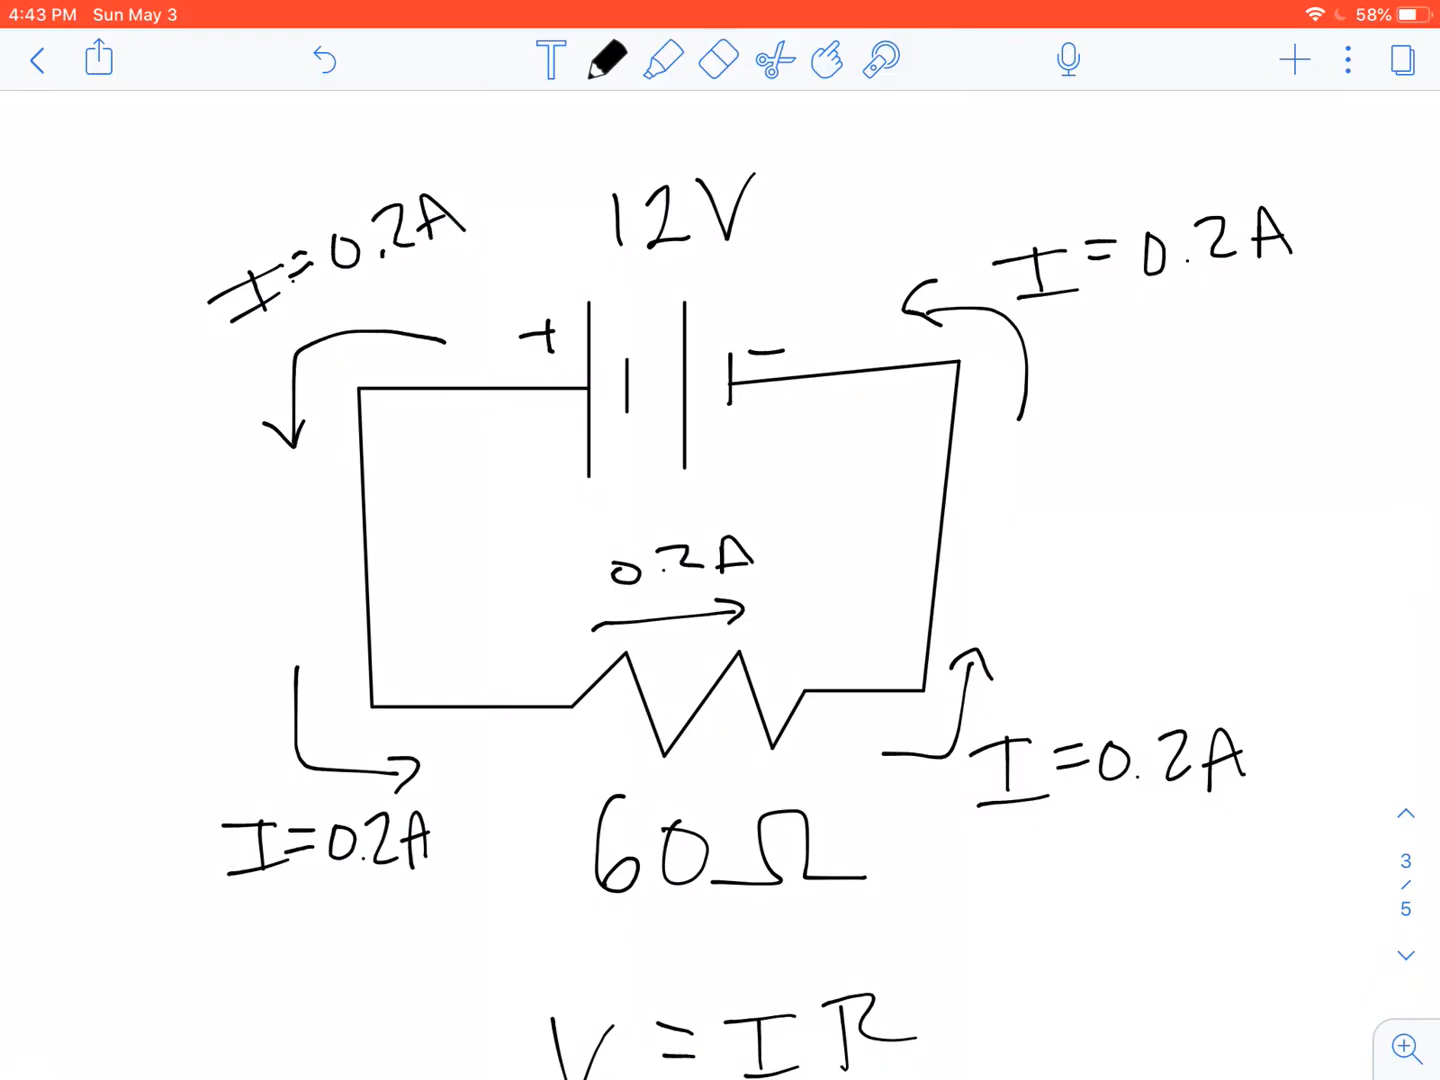 4:43 PM Sun May 3
58%
12V
I=0.2A
I=0.2A
+
−
0.2A
I=0.2A
I=0.2A
60Ω
3
/
5
V=IR